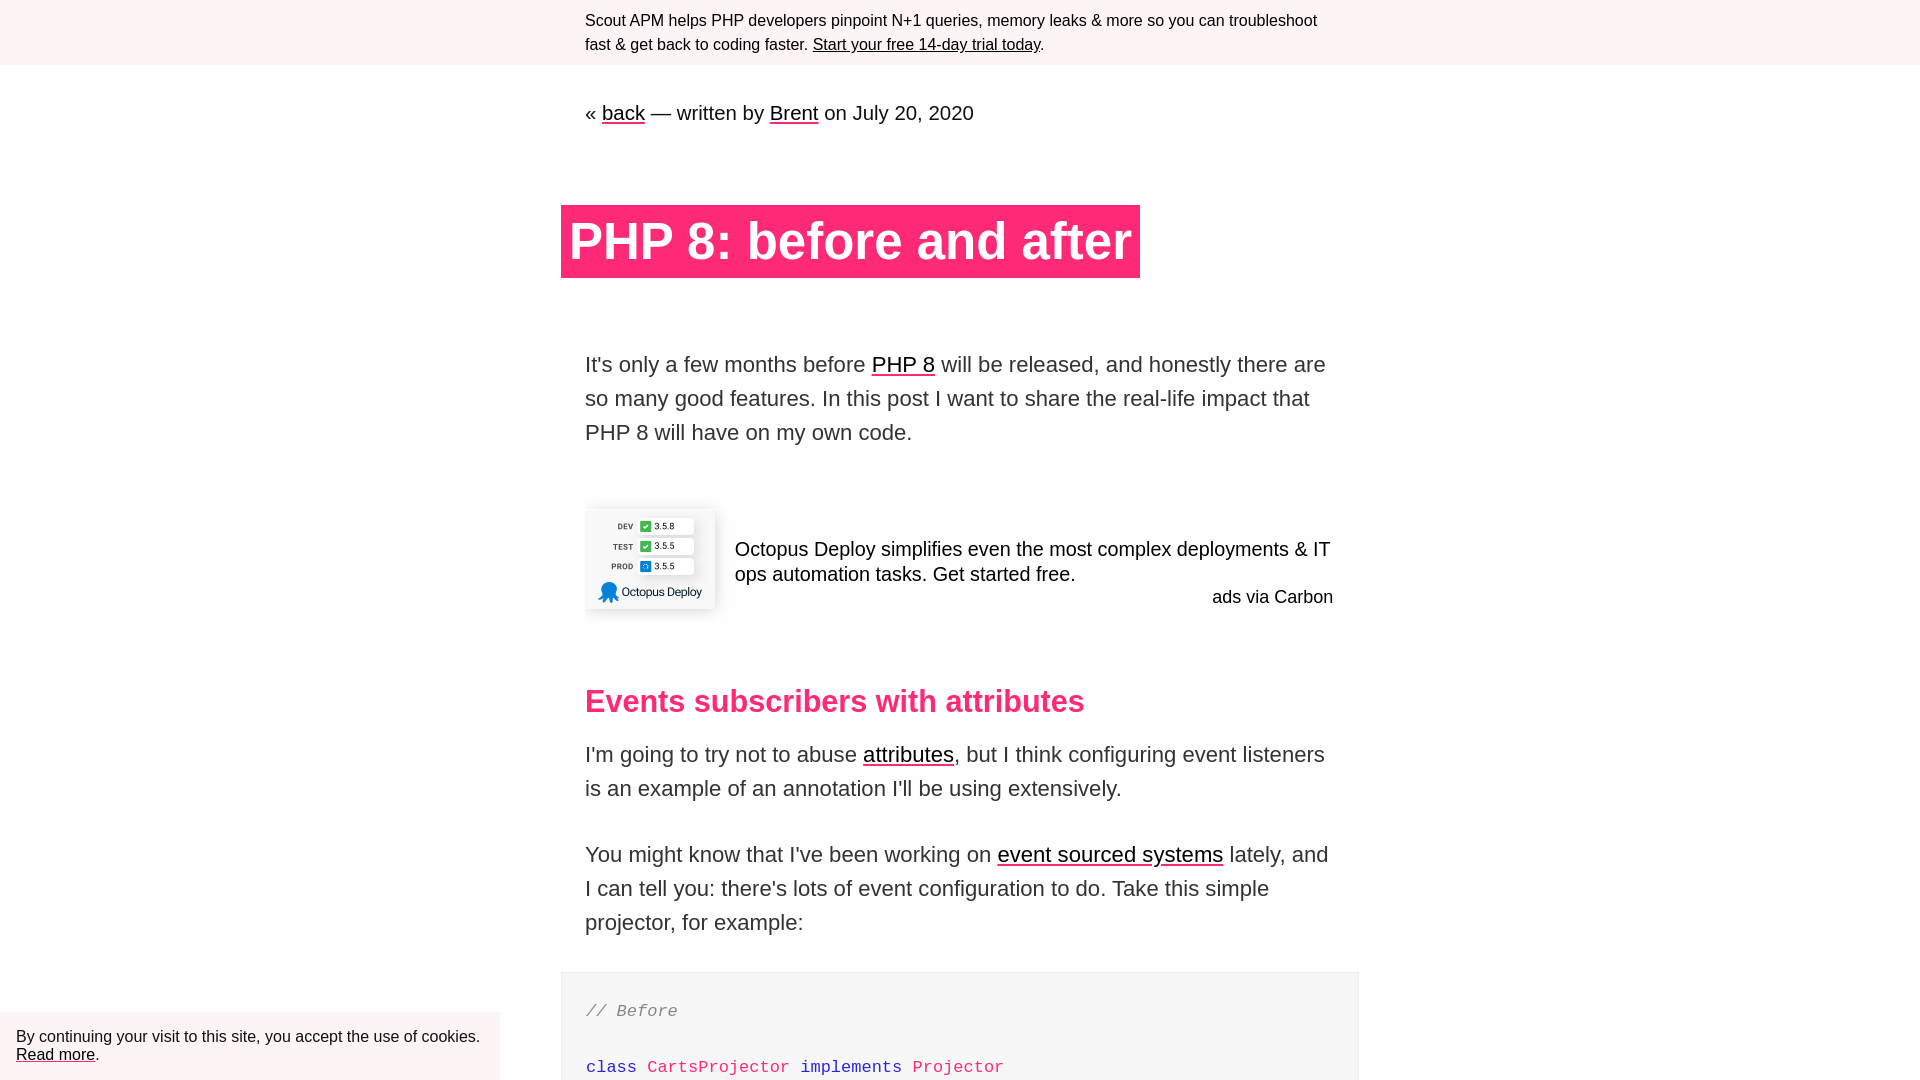 Scout APM helps PHP developers pinpoint N+1 queries, memory leaks & more so you can troubleshoot
fast & get back to coding faster. Start your free 14-day trial today.
« back — written by Brent on July 20, 2020
PHP 8: before and after
It's only a few months before PHP 8 will be released, and honestly there are
so many good features. In this post I want to share the real-life impact that
PHP 8 will have on my own code.
DEV 3.5.8
TEST 3.5.5
PROD 3.5.5
Octopus Deploy
Octopus Deploy simplifies even the most complex deployments & IT
ops automation tasks. Get started free.
ads via Carbon
Events subscribers with attributes
I'm going to try not to abuse attributes, but I think configuring event listeners
is an example of an annotation I'll be using extensively.
You might know that I've been working on event sourced systems lately, and
I can tell you: there's lots of event configuration to do. Take this simple
projector, for example:
// Before
class CartsProjector implements Projector
By continuing your visit to this site, you accept the use of cookies.
Read more.